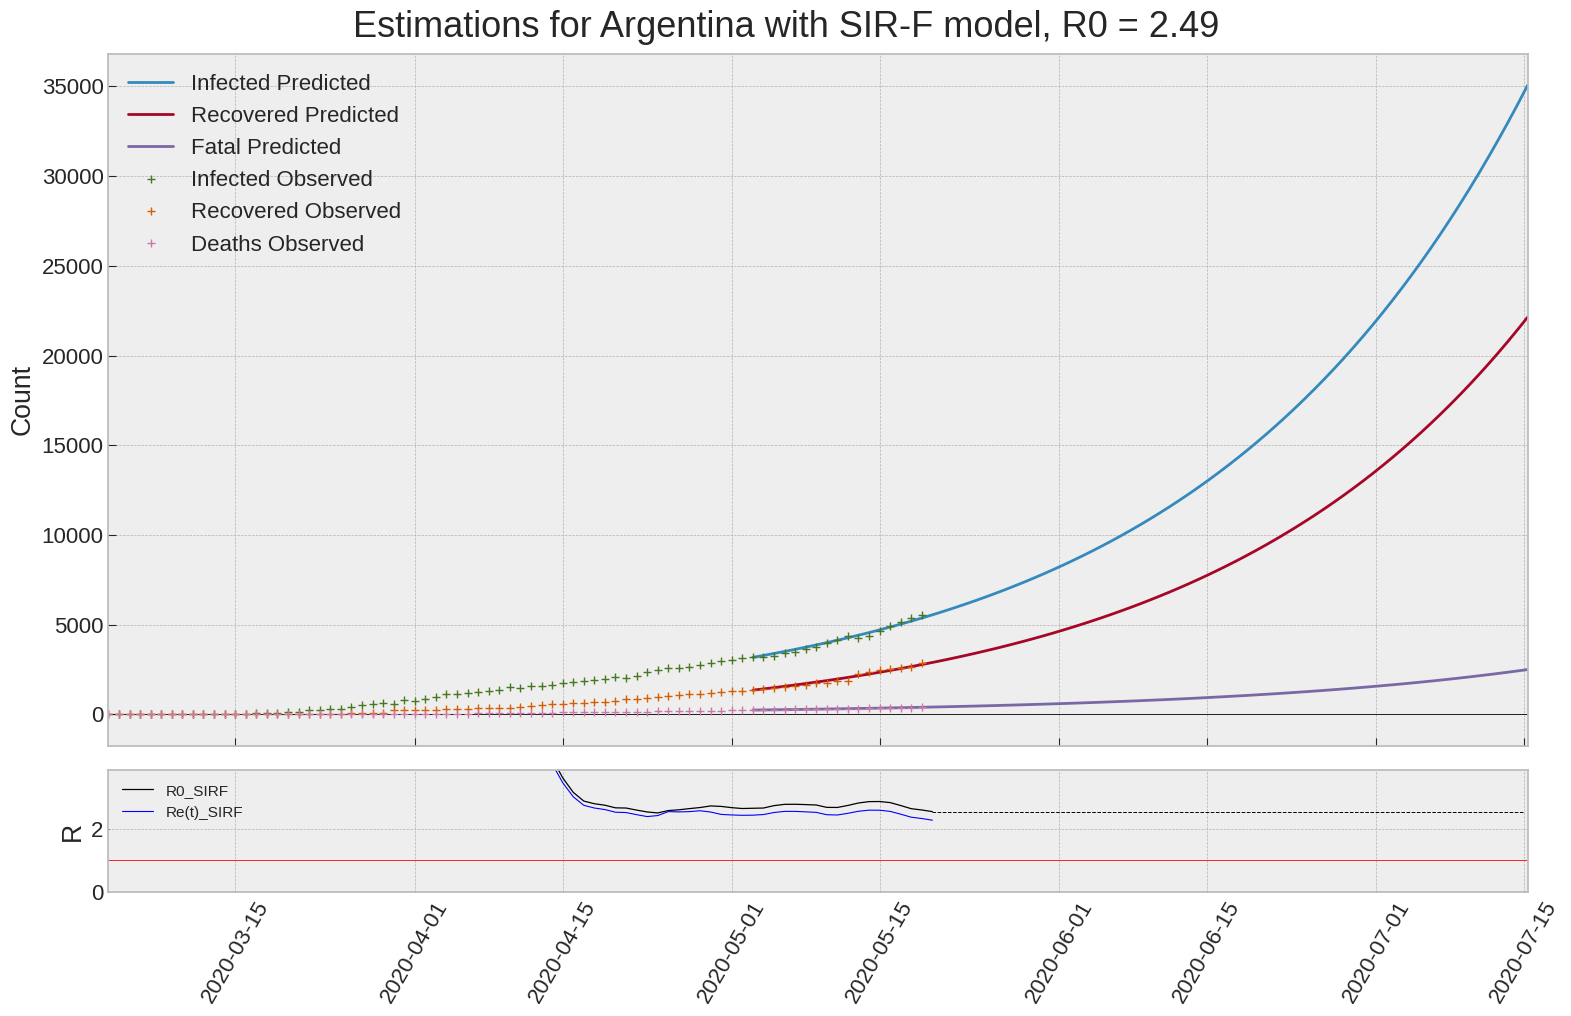 Estimations for Argentina with SIR-F model, R0 = 2.49
35000
30000
25000
20000
15000
10000
5000
0
Count
Infected Predicted
Recovered Predicted
Fatal Predicted
Infected Observed
Recovered Observed
Deaths Observed
R0_SIRF
Re(t)_SIRF
2
0
R
2020-03-15
2020-04-01
2020-04-15
2020-05-01
2020-05-15
2020-06-01
2020-06-15
2020-07-01
2020-07-15